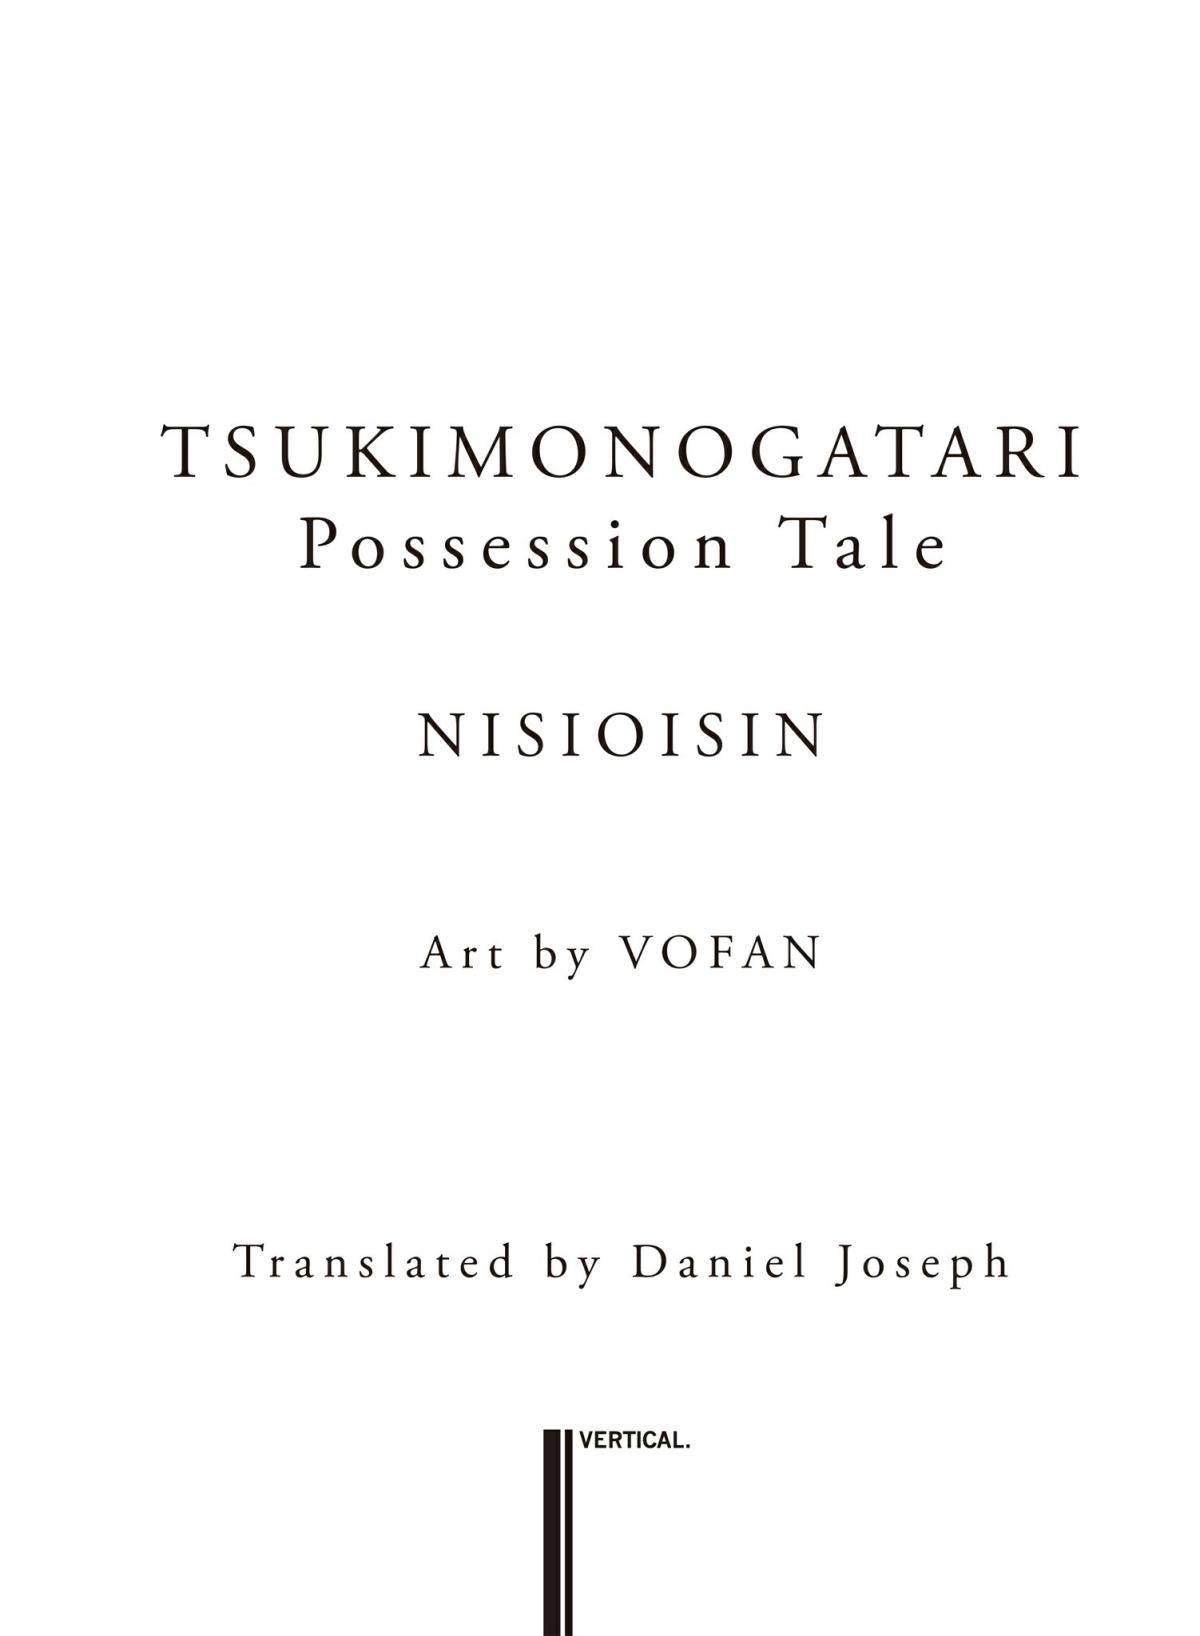 TSUKIMONOGATARI
Possession Tale
NISIOISIN
Art by VOFAN
Translated by Daniel Joseph
VERTICAL.